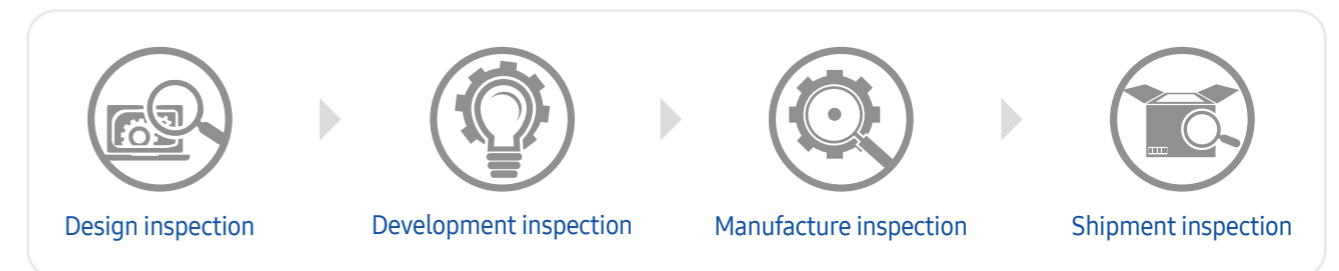 Design inspection
Development inspection
Manufacture inspection
Shipment inspection